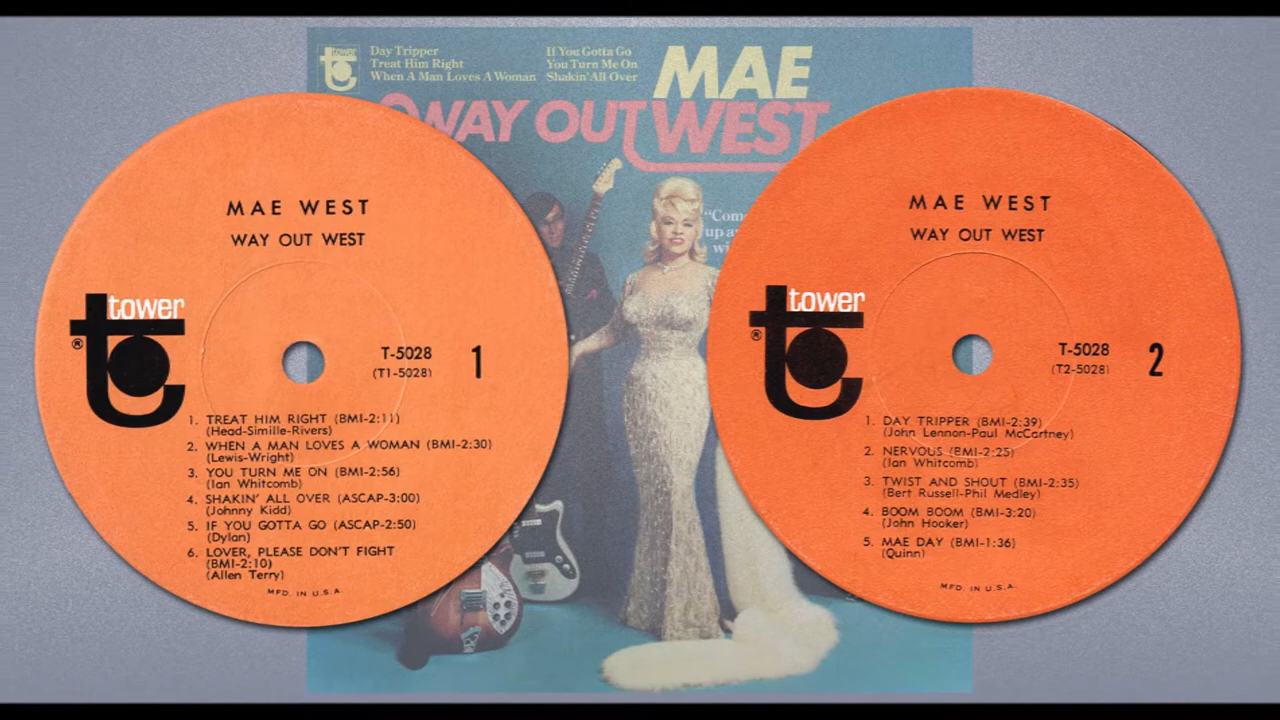 tower
Day Tripper
Treat Him Right
When A Man Loves A Woman
If You Gotta Go
You Turn Me On
Shakin' All Over
MAE
WAY OUT WEST
"Come
up a
wi
MAE WEST
WAY OUT WEST
tower
®
T-5028
(T1-5028)
1
1. TREAT HIM RIGHT (BMI-2:11)
(Head-Simille-Rivers)
2. WHEN A MAN LOVES A WOMAN (BMI-2:30)
(Lewis-Wright)
3. YOU TURN ME ON (BMI-2:56)
(Ian Whitcomb)
4. SHAKIN' ALL OVER (ASCAP-3:00)
(Johnny Kidd)
5. IF YOU GOTTA GO (ASCAP-2:50)
(Dylan)
6. LOVER, PLEASE DON'T FIGHT
(BMI-2:10)
(Allen Terry)
MFD. IN U.S.A.
MAE WEST
WAY OUT WEST
tower
®
T-5028
(T2-5028)
2
1. DAY TRIPPER (BMI-2:39)
(John Lennon-Paul McCartney)
2. NERVOUS (BMI-2:25)
(Ian Whitcomb)
3. TWIST AND SHOUT (BMI-2:35)
(Bert Russell-Phil Medley)
4. BOOM BOOM (BMI-3:20)
(John Hooker)
5. MAE DAY (BMI-1:36)
(Quinn)
MFD. IN U.S.A.